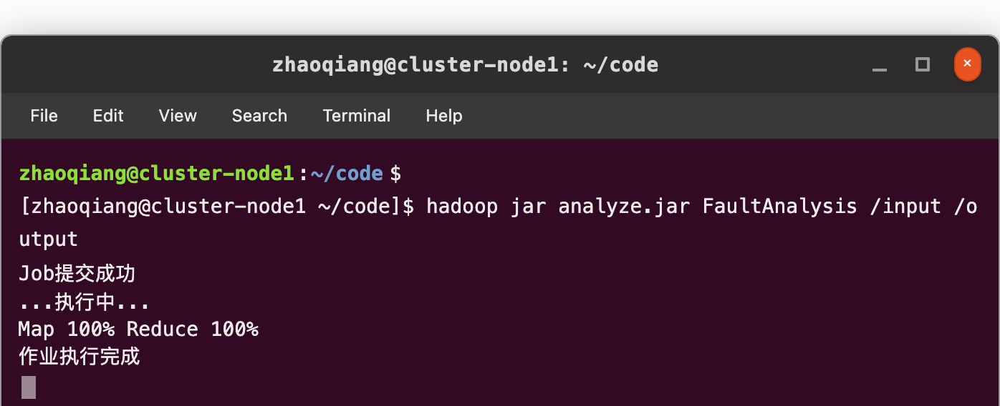 zhaoqiang@cluster-node1: ~/code
File Edit View Search Terminal Help
zhaoqiang@cluster-node1:~/code $
[zhaoqiang@cluster-node1 ~/code]$ hadoop jar analyze.jar FaultAnalysis /input /o
utput
Job提交成功
...执行中...
Map 100% Reduce 100%
作业执行完成